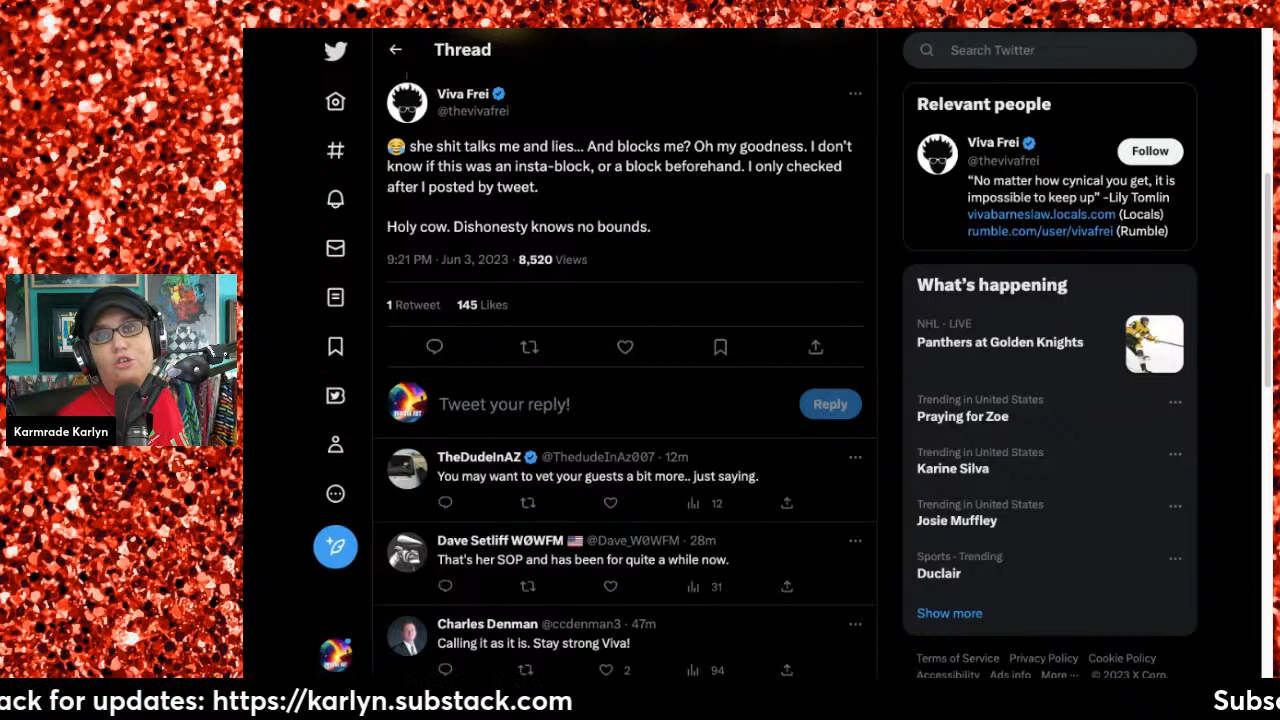 Thread
Search Twitter
Viva Frei
@thevivafrei
😂 she shit talks me and lies... And blocks me? Oh my goodness. I don't
know if this was an insta-block, or a block beforehand. I only checked
after I posted by tweet.
Holy cow. Dishonesty knows no bounds.
9:21 PM · Jun 3, 2023 · 8,520 Views
1 Retweet 145 Likes
Tweet your reply!
Reply
TheDudeInAZ @ThedudeInAz007 · 12m
You may want to vet your guests a bit more.. just saying.
12
Dave Setliff WØWFM 🇺🇸 @Dave_WØWFM · 28m
That's her SOP and has been for quite a while now.
31
Charles Denman @ccdenman3 · 47m
Calling it as it is. Stay strong Viva!
2 94
Relevant people
Viva Frei
@thevivafrei
Follow
“No matter how cynical you get, it is
impossible to keep up” -Lily Tomlin
vivabarneslaw.locals.com (Locals)
rumble.com/user/vivafrei (Rumble)
What's happening
NHL · LIVE
Panthers at Golden Knights
Trending in United States
Praying for Zoe
Trending in United States
Karine Silva
Trending in United States
Josie Muffley
Sports · Trending
Duclair
Show more
Terms of Service Privacy Policy Cookie Policy
Accessibility Ads info More ··· © 2023 X Corp.
Karmrade Karlyn
ack for updates: https://karlyn.substack.com
Subs